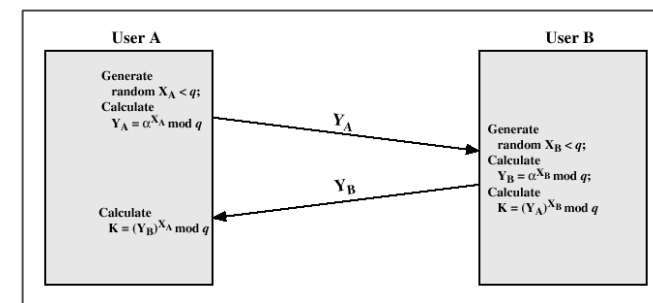 User A
Generate
random X_A < q;
Calculate
Y_A = α^X_A mod q
Calculate
K = (Y_B)^X_A mod q
Y_A
Y_B
User B
Generate
random X_B < q;
Calculate
Y_B = α^X_B mod q;
Calculate
K = (Y_A)^X_B mod q